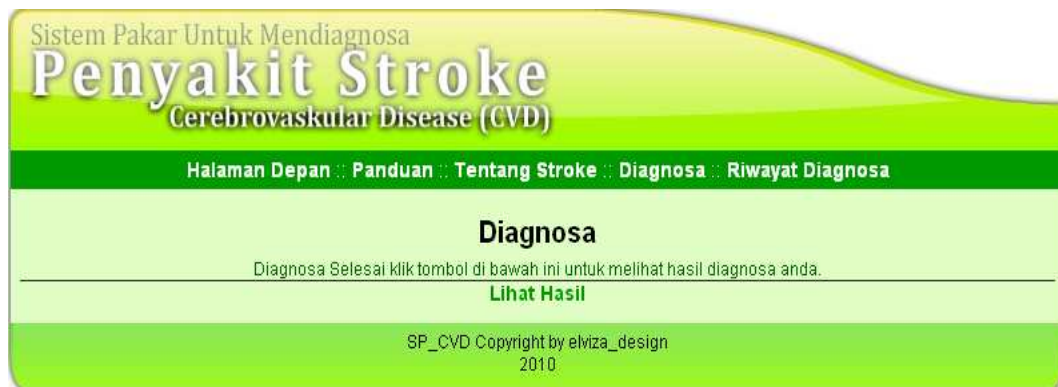 Sistem Pakar Untuk Mendiagnosa
Penyakit Stroke
Cerebrovaskular Disease (CVD)
Halaman Depan :: Panduan :: Tentang Stroke :: Diagnosa :: Riwayat Diagnosa
Diagnosa
Diagnosa Selesai klik tombol di bawah ini untuk melihat hasil diagnosa anda.
Lihat Hasil
SP_CVD Copyright by elviza_design
2010